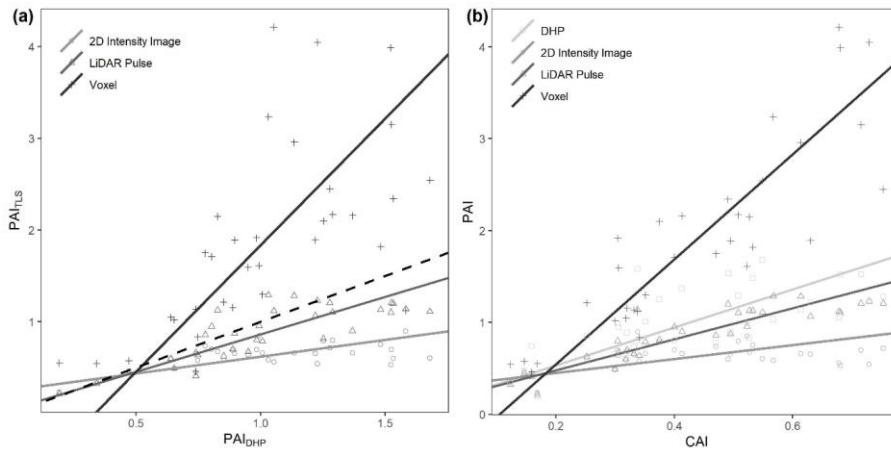 (a)
2D Intensity Image
LiDAR Pulse
Voxel
4
3
2
1
PAI_TLS
0.5
1.0
1.5
PAI_DHP
(b)
DHP
2D Intensity Image
LiDAR Pulse
Voxel
4
3
2
1
0
PAI
0.2
0.4
0.6
CAI